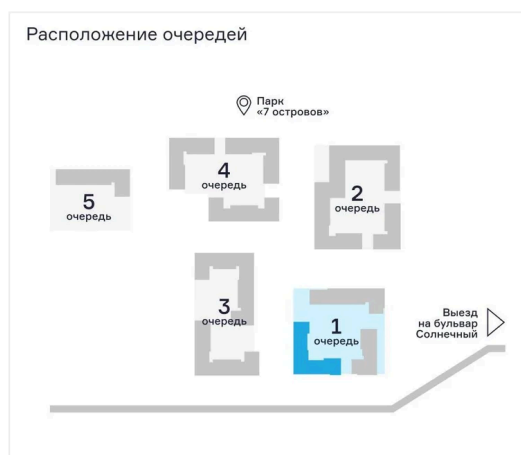 Расположение очередей
Парк
«7 островов»
4
очередь
2
очередь
5
очередь
3
очередь
1
очередь
Выезд
на бульвар
Солнечный